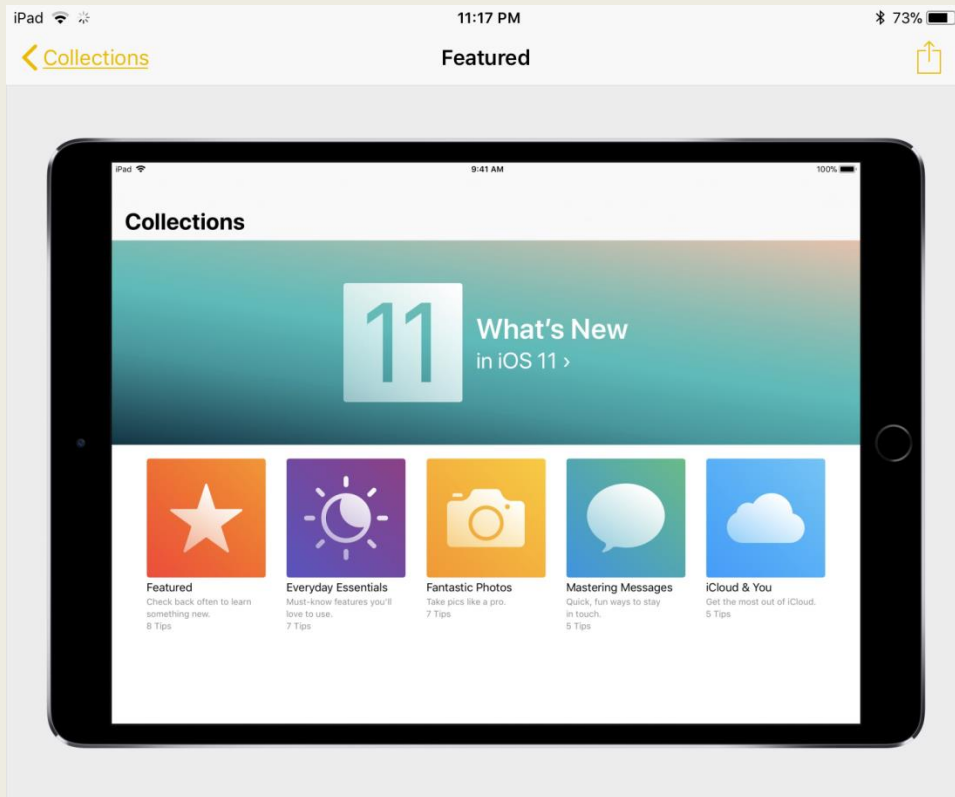 iPad 11:17 PM 73%
Collections Featured
iPad 9:41 AM 100%
Collections
11 What's New
in iOS 11 ›
Featured Everyday Essentials Fantastic Photos Mastering Messages iCloud & You
Check back often to learn Must-know features you'll Take pics like a pro. Quick, fun ways to stay Get the most out of iCloud.
something new. love to use. 7 Tips in touch. 5 Tips
8 Tips 7 Tips 5 Tips